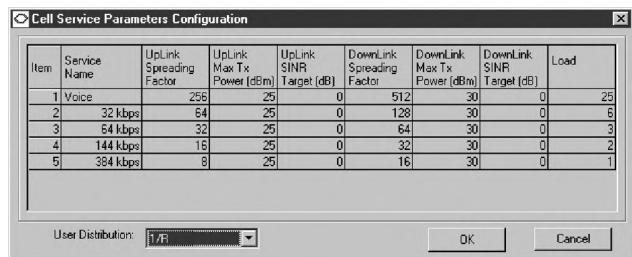 Cell Service Parameters Configuration
Item Service Name UpLink Spreading Factor UpLink Max Tx Power (dBm) UpLink SINR Target (dB) DownLink Spreading Factor DownLink Max Tx Power (dBm) DownLink SINR Target (dB) Load
1 Voice 256 25 0 512 30 0 25
2 32 kbps 64 25 0 128 30 0 6
3 64 kbps 32 25 0 64 30 0 3
4 144 kbps 16 25 0 32 30 0 2
5 384 kbps 8 25 0 16 30 0 1
User Distribution: 1/R OK Cancel